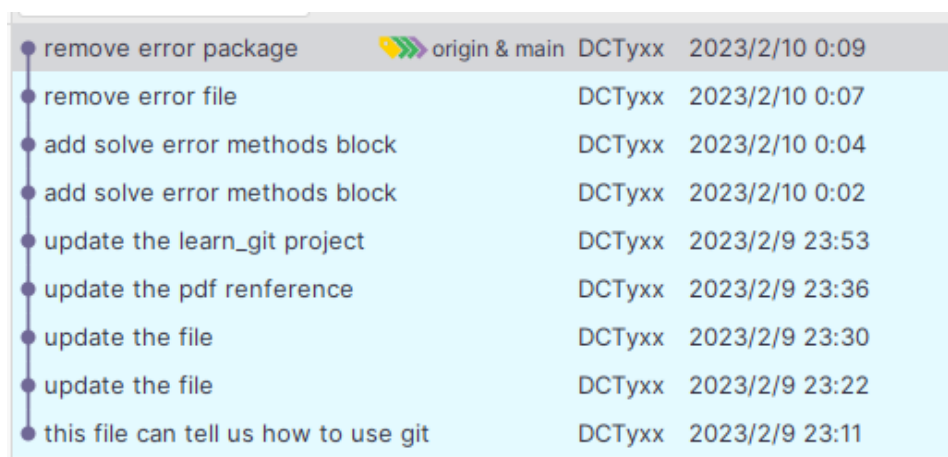 remove error package origin & main DCTyxx 2023/2/10 0:09
remove error file DCTyxx 2023/2/10 0:07
add solve error methods block DCTyxx 2023/2/10 0:04
add solve error methods block DCTyxx 2023/2/10 0:02
update the learn_git project DCTyxx 2023/2/9 23:53
update the pdf renference DCTyxx 2023/2/9 23:36
update the file DCTyxx 2023/2/9 23:30
update the file DCTyxx 2023/2/9 23:22
this file can tell us how to use git DCTyxx 2023/2/9 23:11